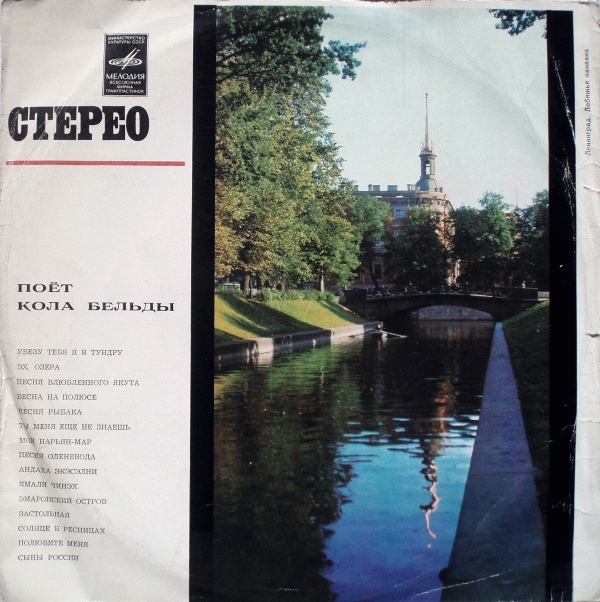 МИНИСТЕРСТВО
КУЛЬТУРЫ СССР
МЕЛОДИЯ
ВСЕСОЮЗНАЯ
ФИРМА
ГРАМПЛАСТИНОК
СТЕРЕО
ПОЁТ
КОЛА БЕЛЬДЫ
УВЕЗУ ТЕБЯ Я В ТУНДРУ
ЭХ, ОЗЁРА
ПЕСНЯ ВЛЮБЛЕННОГО ЯКУТА
ВЕСНА НА ПОЛЮСЕ
ПЕСНЯ РЫБАКА
ТЫ МЕНЯ ЕЩЕ НЕ ЗНАЕШЬ
МОЙ НАРЬЯН-МАР
ПЕСНЯ ОЛЕНЕВОДА
АНДАХА ЭКЭСЭЛНИ
ХМАЛИ ЧИНЭХ
ЭМАРОНСКИЙ ОСТРОВ
ЗАСТОЛЬНАЯ
СОЛНЦЕ В РЕСНИЦАХ
ПОЛЮБИТЕ МЕНЯ
СЫНЫ РОССИИ
Ленинград. Лебяжья канавка